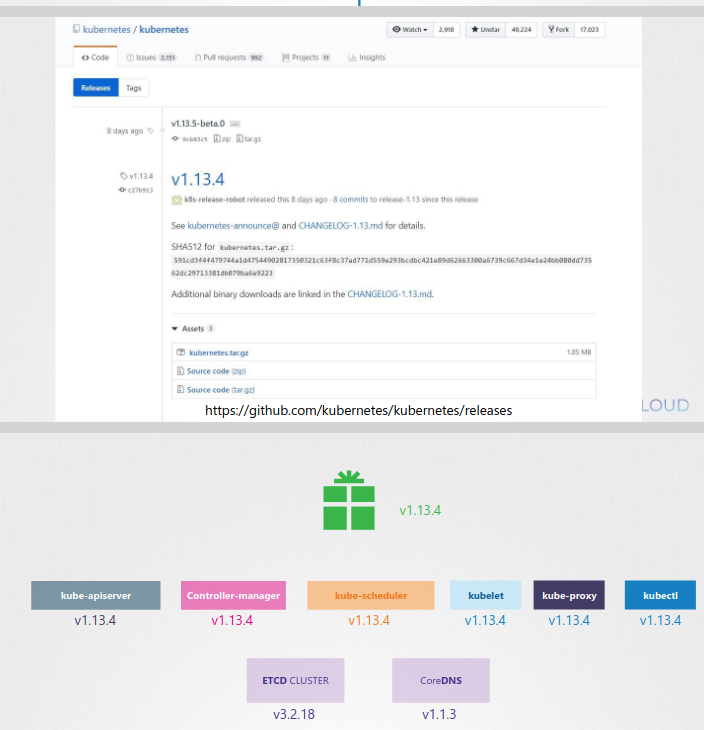 kubernetes / kubernetes
Watch 2,918 Unstar 49,224 Fork 17,023
Code Issues 2,151 Pull requests 992 Projects 11 Insights
Releases Tags
8 days ago v1.13.5-beta.0
zip tar.gz
v1.13.4 v1.13.4
c27b913 k8s-release-robot released this 8 days ago · 8 commits to release-1.13 since this release
See kubernetes-announce@ and CHANGELOG-1.13.md for details.
SHA512 for kubernetes.tar.gz:
Additional binary downloads are linked in the CHANGELOG-1.13.md.
Assets 3
kubernetes.tar.gz 1.85 MB
Source code (zip)
Source code (tar.gz)
https://github.com/kubernetes/kubernetes/releases
LOUD
v1.13.4
kube-apiserver Controller-manager kube-scheduler kubelet kube-proxy kubectl
v1.13.4 v1.13.4 v1.13.4 v1.13.4 v1.13.4 v1.13.4
ETCD CLUSTER CoreDNS
v3.2.18 v1.1.3